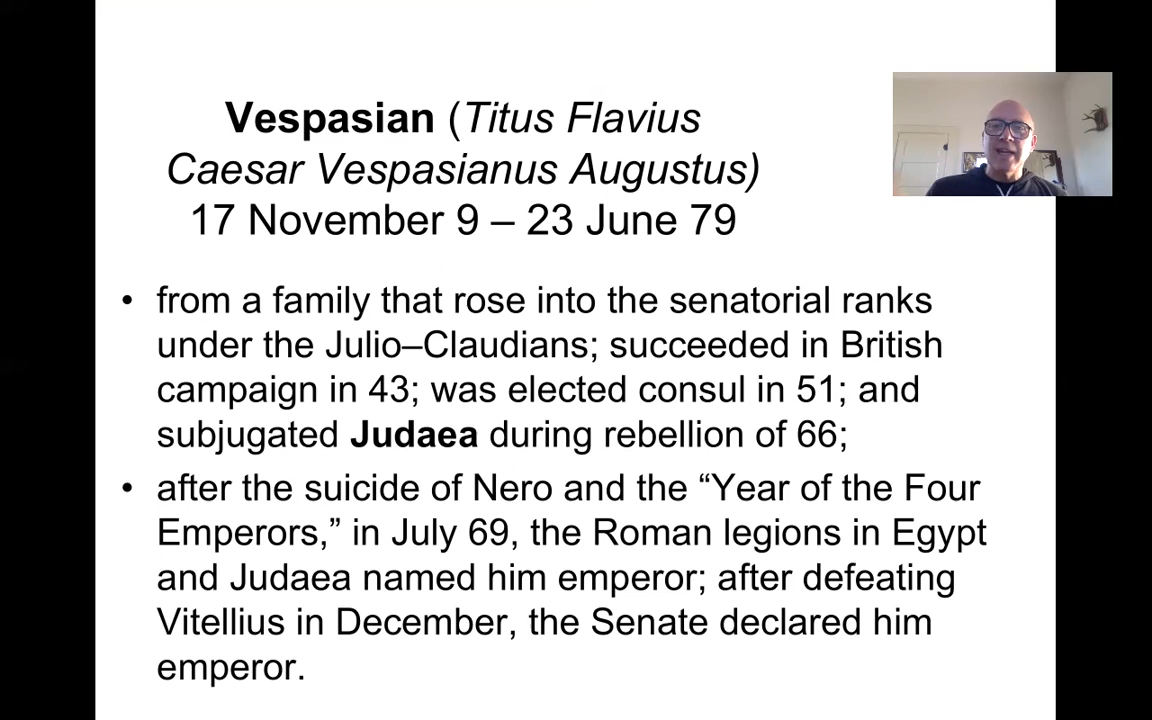 Vespasian (Titus Flavius
Caesar Vespasianus Augustus)
17 November 9 – 23 June 79
• from a family that rose into the senatorial ranks
under the Julio–Claudians; succeeded in British
campaign in 43; was elected consul in 51; and
subjugated Judaea during rebellion of 66;
• after the suicide of Nero and the “Year of the Four
Emperors,” in July 69, the Roman legions in Egypt
and Judaea named him emperor; after defeating
Vitellius in December, the Senate declared him
emperor.